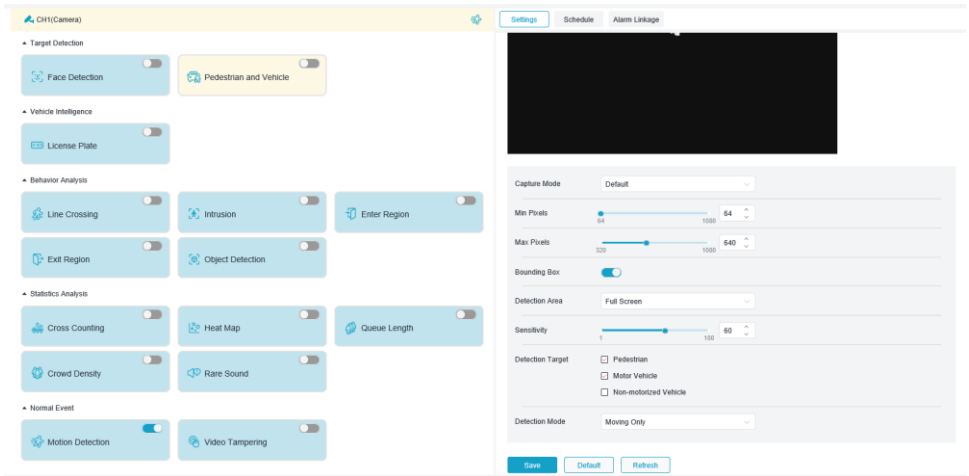 CH1(Camera)
Target Detection
Face Detection
Pedestrian and Vehicle
Vehicle Intelligence
License Plate
Behavior Analysis
Line Crossing
Intrusion
Enter Region
Exit Region
Object Detection
Statistics Analysis
Cross Counting
Heat Map
Queue Length
Crowd Density
Rare Sound
Normal Event
Motion Detection
Video Tampering
Settings Schedule Alarm Linkage
Capture Mode Default
Min Pixels 64
64 1080
Max Pixels 640
320 1080
Bounding Box
Detection Area Full Screen
Sensitivity 60
1 100
Detection Target Pedestrian
Motor Vehicle
Non-motorized Vehicle
Detection Mode Moving Only
Save Default Refresh